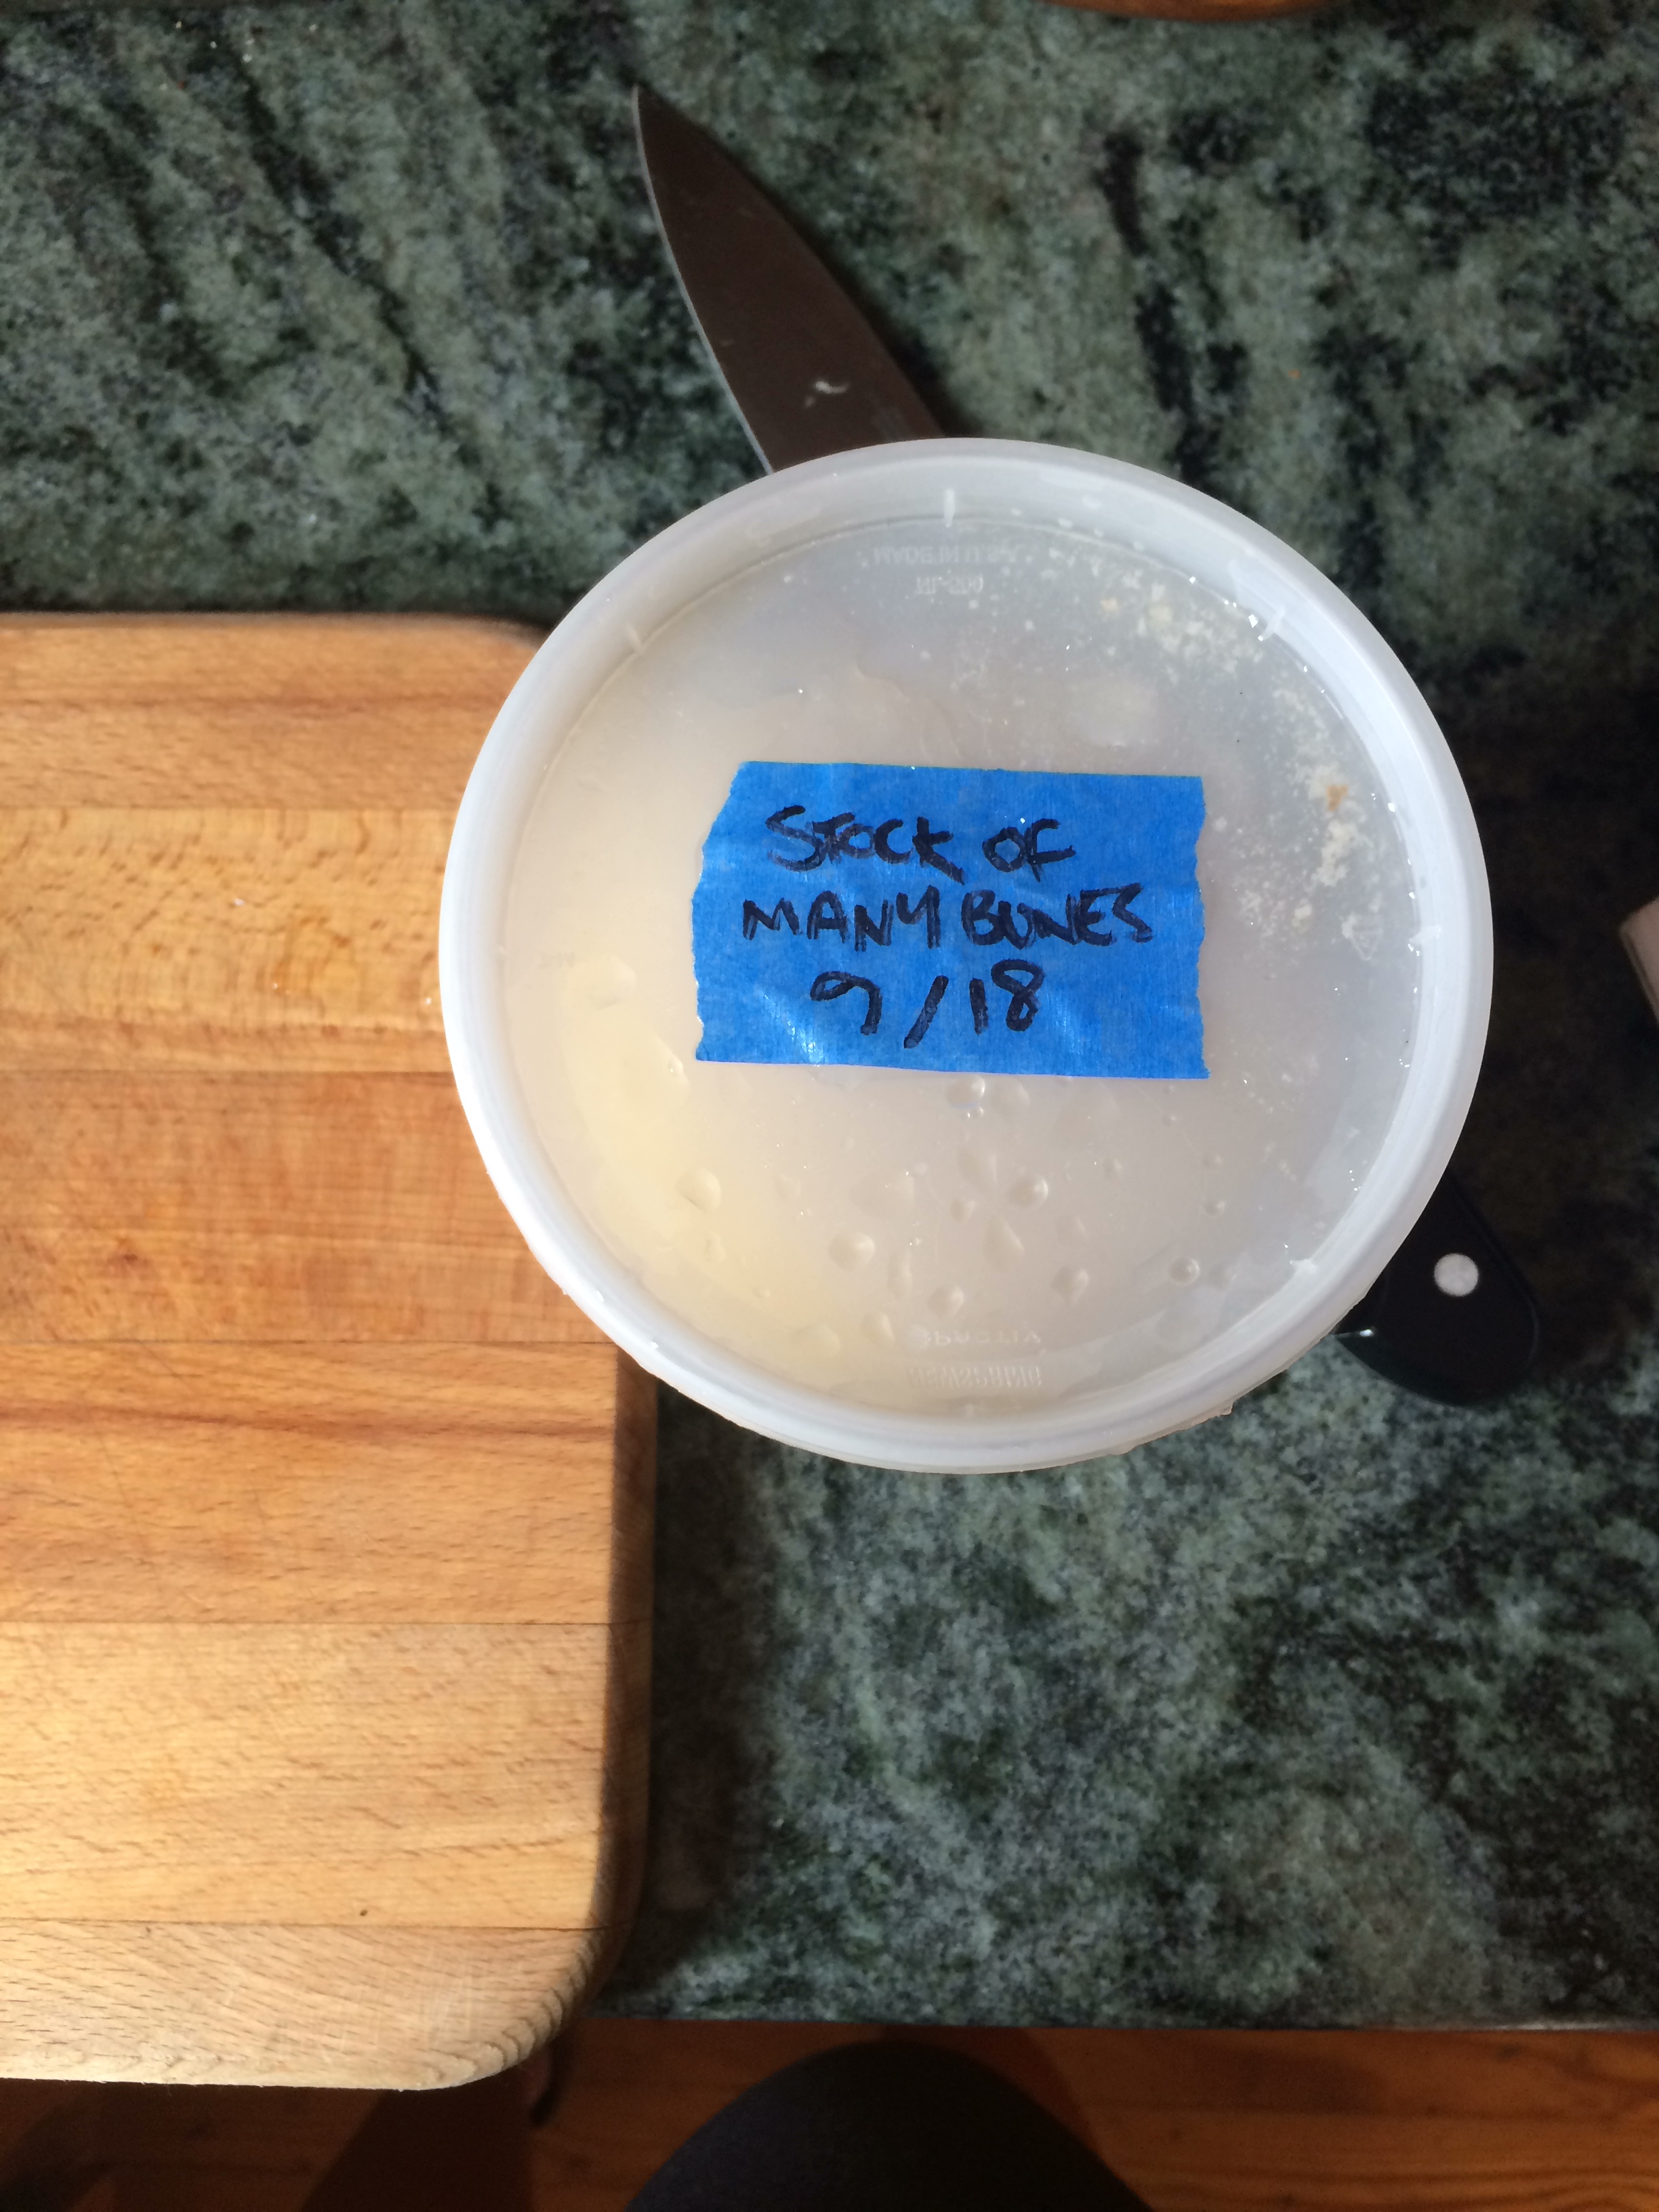 STOCK OF
MANY BONES
9/18